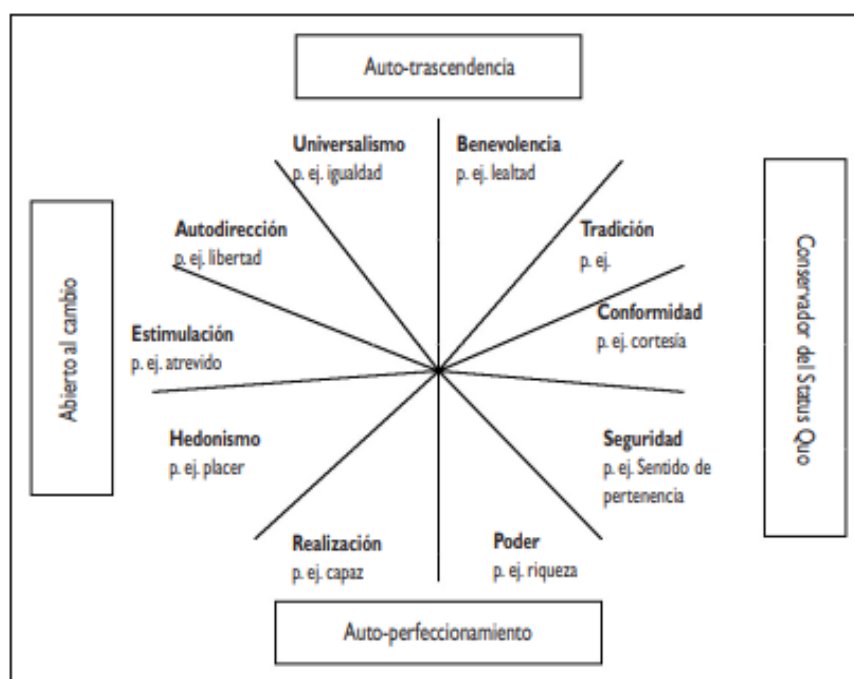 Auto-trascendencia
Universalismo
p. ej. igualdad
Benevolencia
p. ej. lealtad
Autodirección
p. ej. libertad
Tradición
p. ej.
Estimulación
p. ej. atrevido
Conformidad
p. ej. cortesía
Hedonismo
p. ej. placer
Seguridad
p. ej. Sentido de
pertenencia
Realización
p. ej. capaz
Poder
p. ej. riqueza
Abierto al cambio
Conservador del Status Quo
Auto-perfeccionamiento